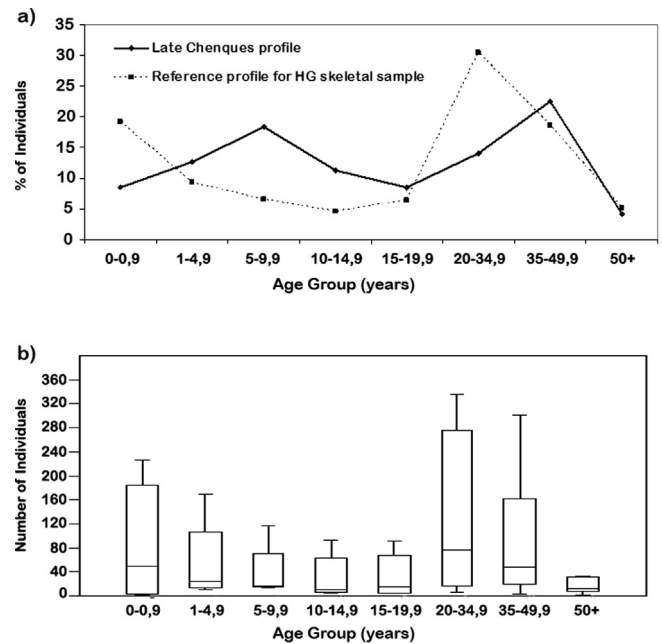 a)
35
30
25
20
15
10
5
0
% of Individuals
Late Chenques profile
Reference profile for HG skeletal sample
0-0,9 1-4,9 5-9,9 10-14,9 15-19,9 20-34,9 35-49,9 50+
Age Group (years)
b)
360
320
280
240
200
160
120
80
40
0
Number of Individuals
0-0,9 1-4,9 5-9,9 10-14,9 15-19,9 20-34,9 35-49,9 50+
Age Group (years)